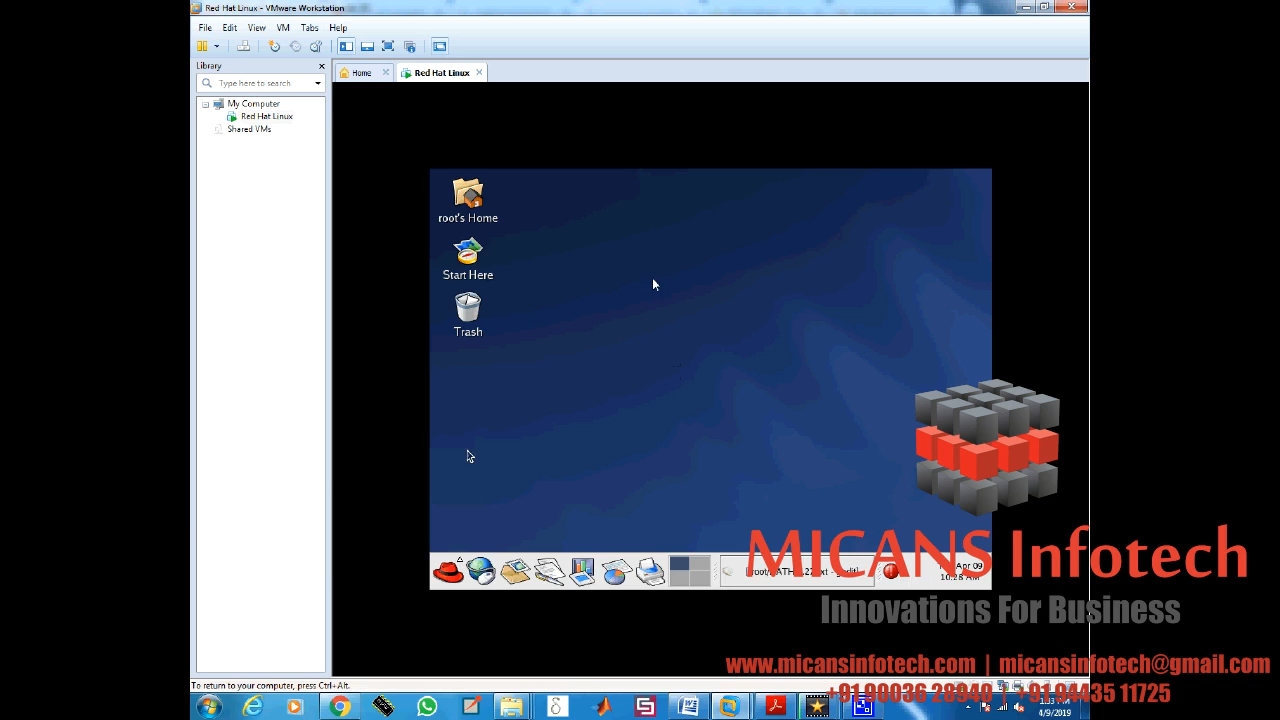 Red Hat Linux - VMware Workstation
File Edit View VM Tabs Help
Library
Type here to search
My Computer
Red Hat Linux
Shared VMs
Home
Red Hat Linux
root's Home
Start Here
Trash
Apr 09
10:28 AM
MICANS Infotech
Innovations For Business
www.micansinfotech.com | micansinfotech@gmail.com
+91 90036 28940 | +91 94435 11725
To return to your computer, press Ctrl+Alt.
1:33 PM
4/9/2019